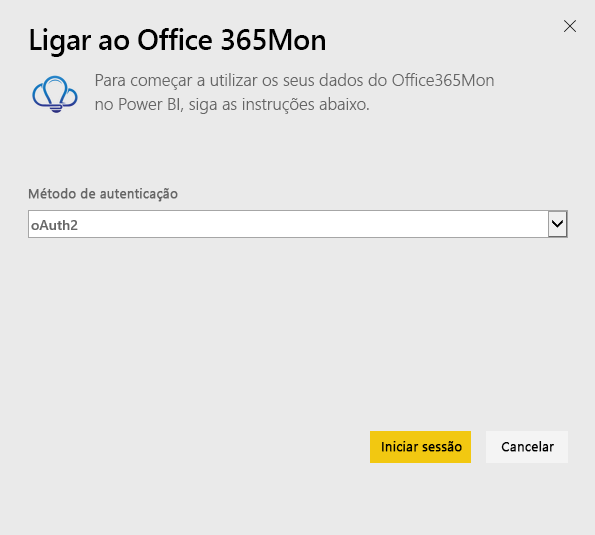 Ligar ao Office 365Mon
Para começar a utilizar os seus dados do Office365Mon
no Power BI, siga as instruções abaixo.
Método de autenticação
oAuth2
Iniciar sessão
Cancelar